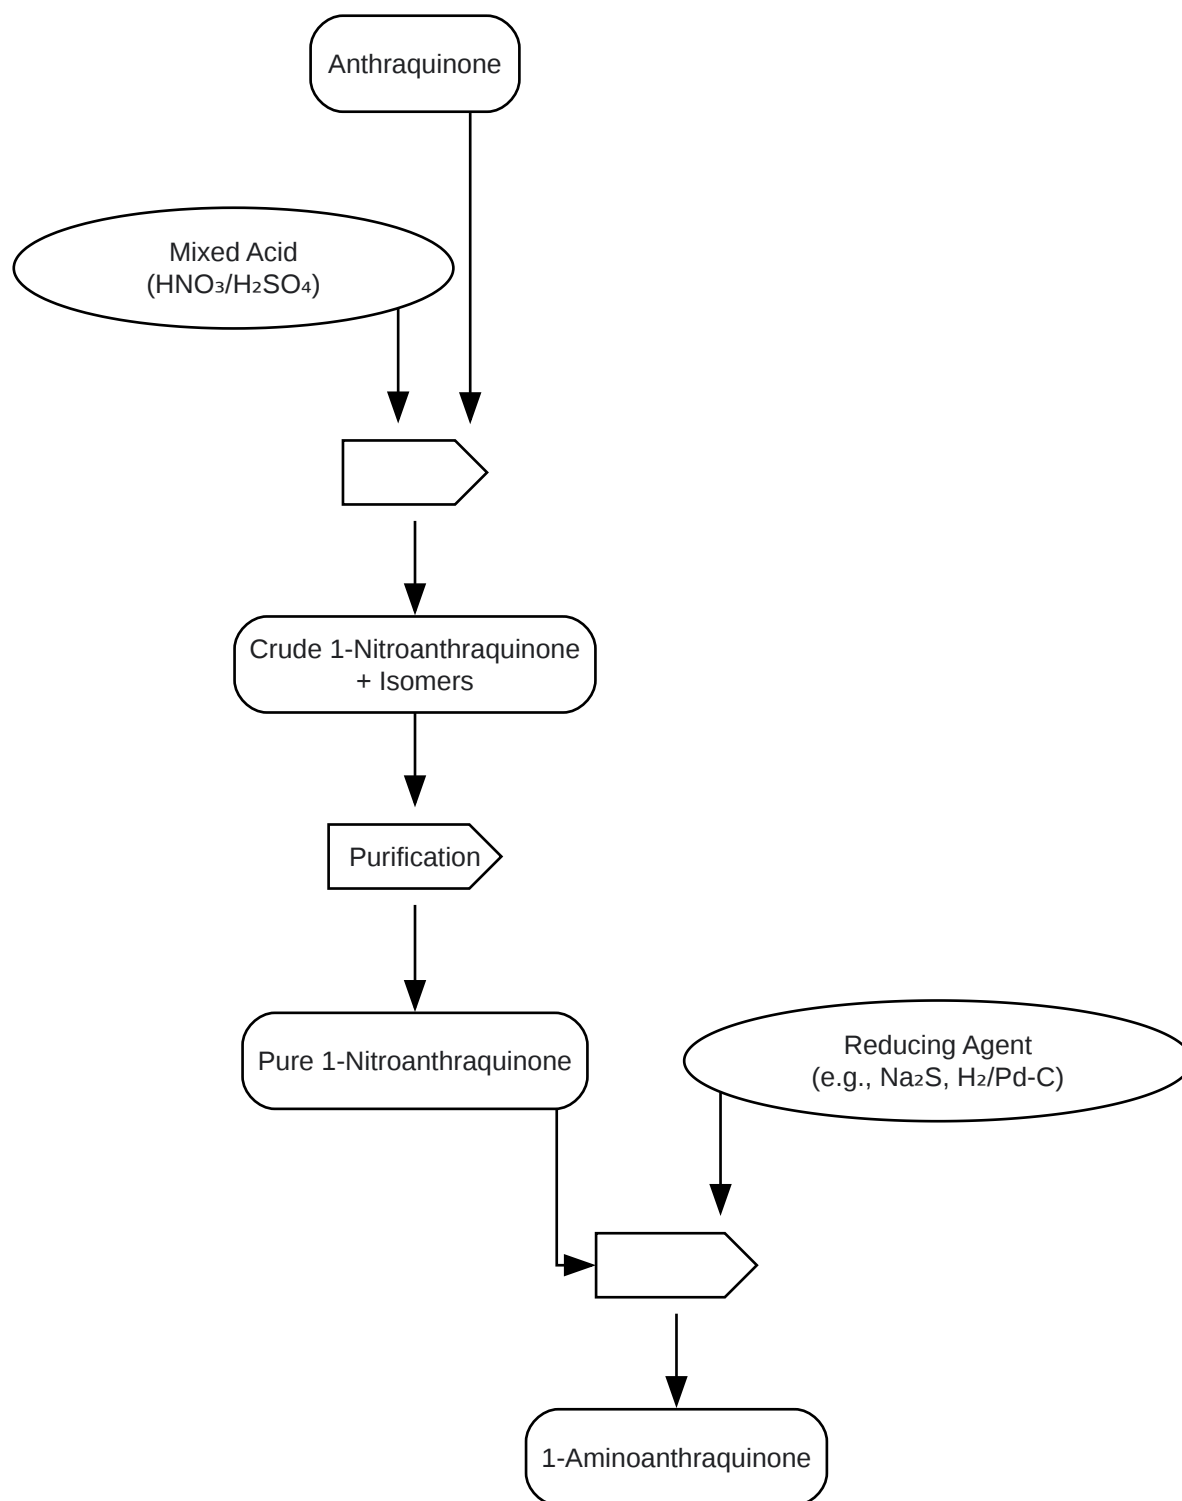 Anthraquinone
Mixed Acid
(HNO₃/H₂SO₄)
Crude 1-Nitroanthraquinone
+ Isomers
Purification
Pure 1-Nitroanthraquinone
Reducing Agent
(e.g., Na₂S, H₂/Pd-C)
1-Aminoanthraquinone